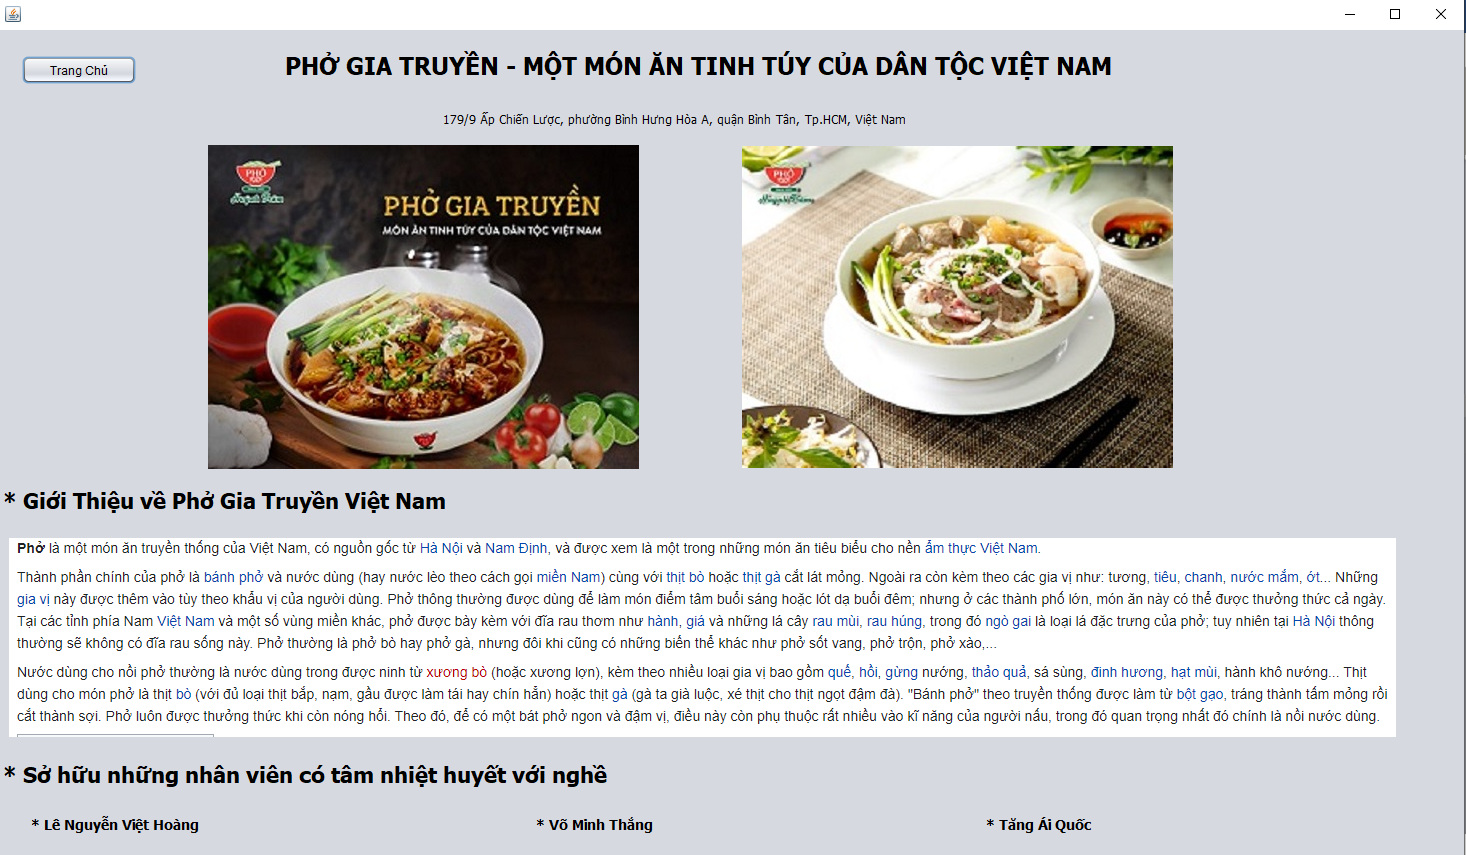 Trang Chủ
PHỞ GIA TRUYỀN - MỘT MÓN ĂN TINH TÚY CỦA DÂN TỘC VIỆT NAM
179/9 Ấp Chiến Lược, phường Bình Hưng Hòa A, quận Bình Tân, Tp.HCM, Việt Nam
PHỞ
PHỞ GIA TRUYỀN
MÓN ĂN TINH TÚY CỦA DÂN TỘC VIỆT NAM
PHỞ
* Giới Thiệu về Phở Gia Truyền Việt Nam
Phở là một món ăn truyền thống của Việt Nam, có nguồn gốc từ Hà Nội và Nam Định, và được xem là một trong những món ăn tiêu biểu cho nền ẩm thực Việt Nam.
Thành phần chính của phở là bánh phở và nước dùng (hay nước lèo theo cách gọi miền Nam) cùng với thịt bò hoặc thịt gà cắt lát mỏng. Ngoài ra còn kèm theo các gia vị như: tương, tiêu, chanh, nước mắm, ớt... Những
gia vị này được thêm vào tùy theo khẩu vị của người dùng. Phở thông thường được dùng để làm món điểm tâm buổi sáng hoặc lót dạ buổi đêm; nhưng ở các thành phố lớn, món ăn này có thể được thưởng thức cả ngày.
Tại các tỉnh phía Nam Việt Nam và một số vùng miền khác, phở được bày kèm với đĩa rau thơm như hành, giá và những lá cây rau mùi, rau húng, trong đó ngò gai là loại lá đặc trưng của phở; tuy nhiên tại Hà Nội thông
thường sẽ không có đĩa rau sống này. Phở thường là phở bò hay phở gà, nhưng đôi khi cũng có những biến thể khác như phở sốt vang, phở trộn, phở xào,...
Nước dùng cho nồi phở thường là nước dùng trong được ninh từ xương bò (hoặc xương lợn), kèm theo nhiều loại gia vị bao gồm quế, hồi, gừng nướng, thảo quả, sá sùng, đinh hương, hạt mùi, hành khô nướng... Thịt
dùng cho món phở là thịt bò (với đủ loại thịt bắp, nạm, gầu được làm tái hay chín hẳn) hoặc thịt gà (gà ta già luộc, xé thịt cho thịt ngọt đậm đà). "Bánh phở" theo truyền thống được làm từ bột gạo, tráng thành tấm mỏng rồi
cắt thành sợi. Phở luôn được thưởng thức khi còn nóng hổi. Theo đó, để có một bát phở ngon và đậm vị, điều này còn phụ thuộc rất nhiều vào kĩ năng của người nấu, trong đó quan trọng nhất đó chính là nồi nước dùng.
* Sở hữu những nhân viên có tâm nhiệt huyết với nghề
* Lê Nguyễn Việt Hoàng
* Võ Minh Thắng
* Tăng Ái Quốc